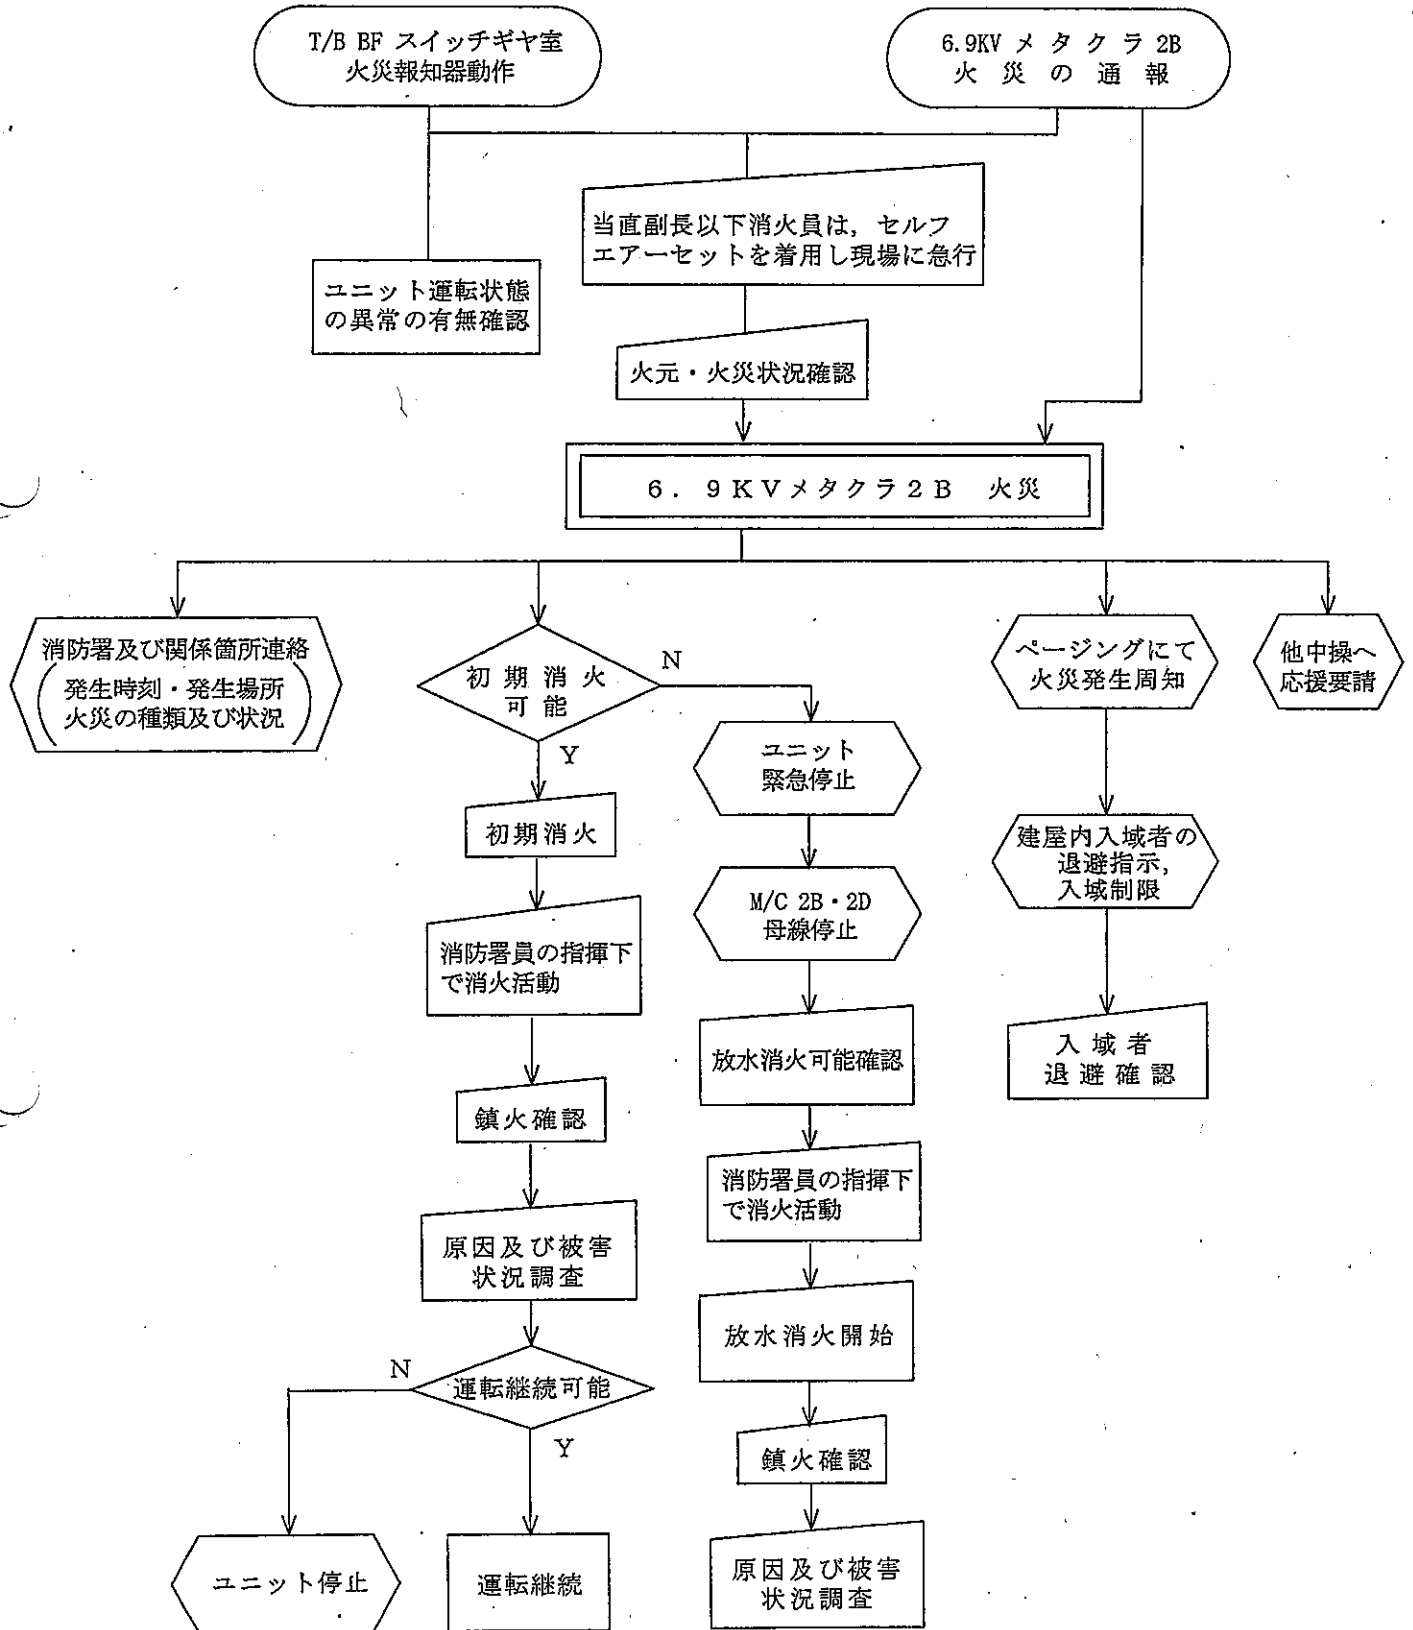 T/B BF スイッチギヤ室
火災報知器動作
6.9KV メタクラ 2B
火災の通報
当直副長以下消火員は，セルフ
エアーセットを着用し現場に急行
ユニット運転状態
の異常の有無確認
火元・火災状況確認
６．９ＫＶメタクラ２Ｂ　火災
消防署及び関係箇所連絡
発生時刻・発生場所
火災の種類及び状況
初期消火
可能
N
Y
ページングにて
火災発生周知
他中操へ
応援要請
ユニット
緊急停止
初期消火
建屋内入域者の
退避指示，
入域制限
M/C 2B・2D
母線停止
消防署員の指揮下
で消火活動
放水消火可能確認
入域者
退避確認
鎮火確認
消防署員の指揮下
で消火活動
原因及び被害
状況調査
放水消火開始
N
運転継続可能
Y
鎮火確認
ユニット停止
運転継続
原因及び被害
状況調査